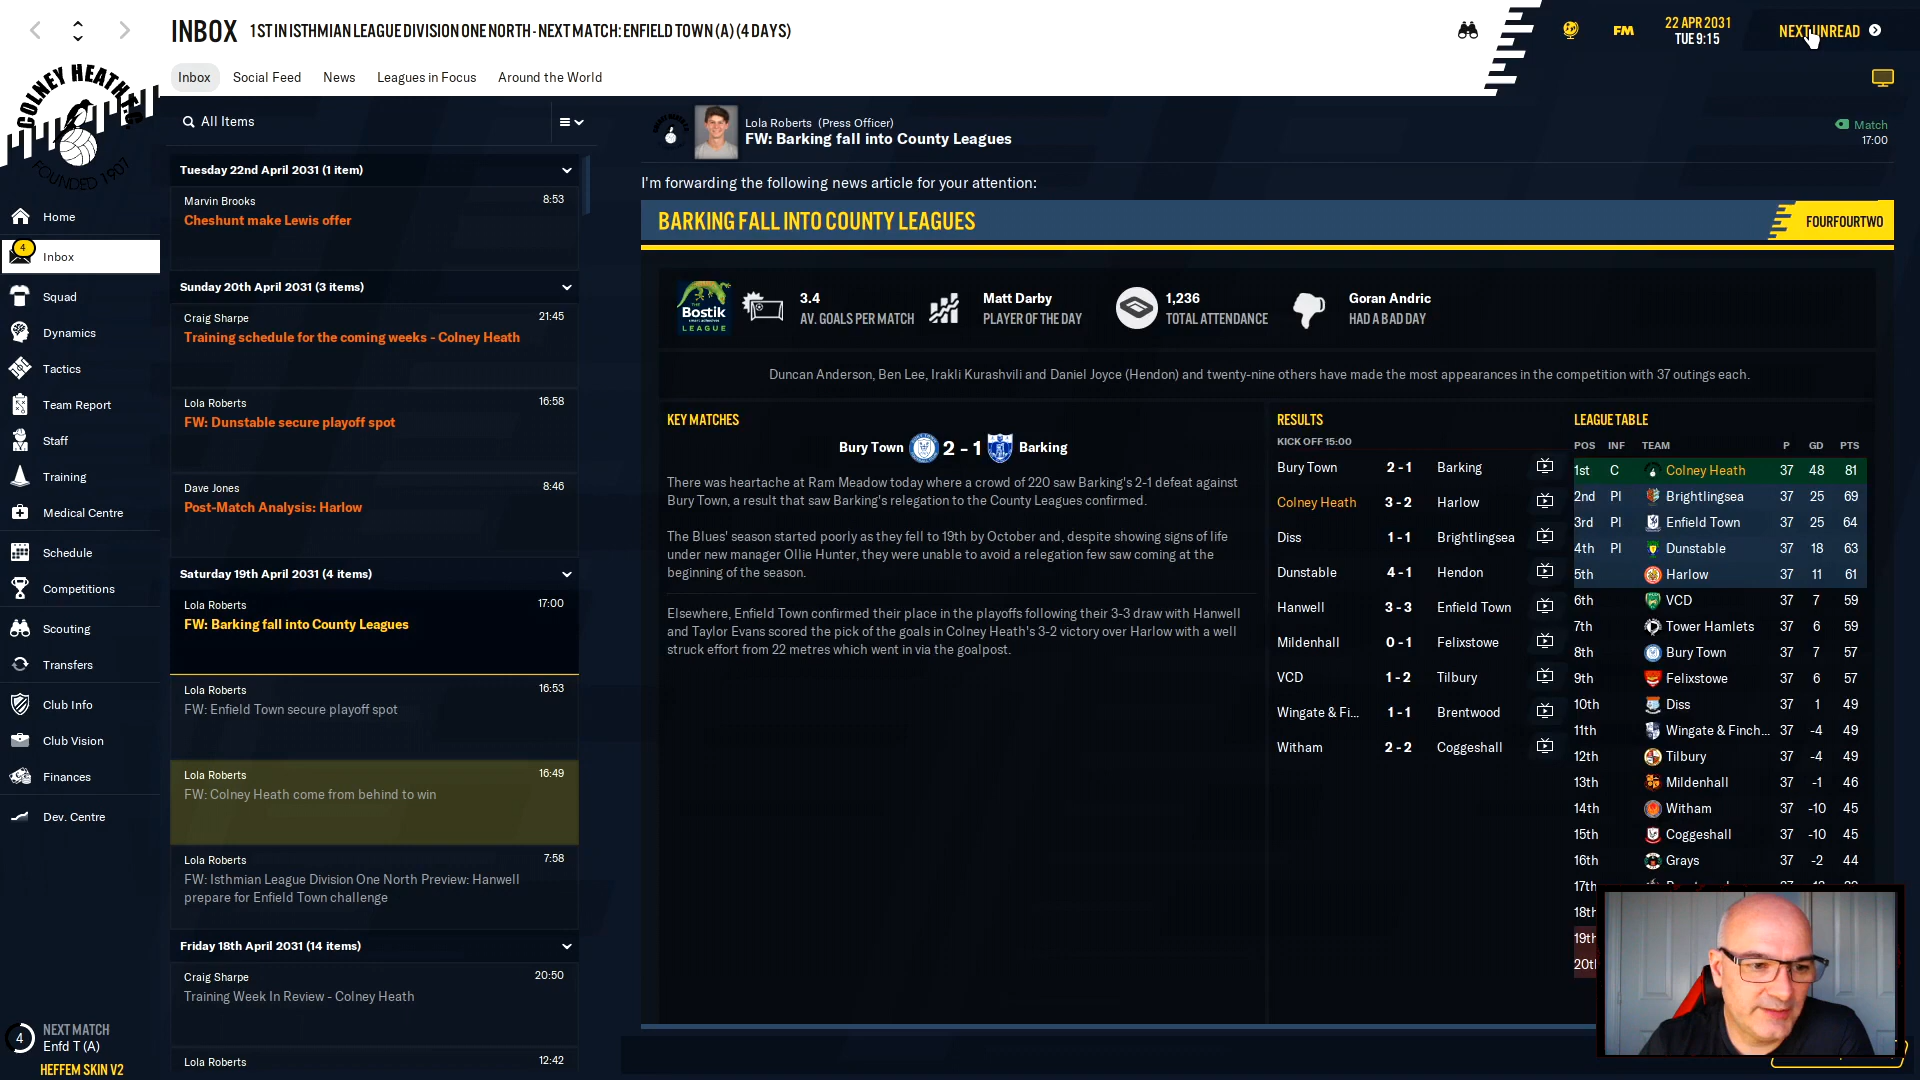 INBOX
1ST IN ISTHMIAN LEAGUE DIVISION ONE NORTH - NEXT MATCH: ENFIELD TOWN (A) (4 DAYS)
FM
22 APR 2031
TUE 9:15
NEXT UNREAD
Inbox
Social Feed
News
Leagues in Focus
Around the World
COLNEY HEATH
FOUNDED 1907
Home
4
Inbox
Squad
Dynamics
Tactics
Team Report
Staff
Training
Medical Centre
Schedule
Competitions
Scouting
Transfers
Club Info
Club Vision
Finances
Dev. Centre
4
NEXT MATCH
Enfd T (A)
HEFFEM SKIN V2
All Items
Tuesday 22nd April 2031 (1 item)
Marvin Brooks 8:53
Cheshunt make Lewis offer
Sunday 20th April 2031 (3 items)
Craig Sharpe 21:45
Training schedule for the coming weeks - Colney Heath
Lola Roberts 16:58
FW: Dunstable secure playoff spot
Dave Jones 8:46
Post-Match Analysis: Harlow
Saturday 19th April 2031 (4 items)
Lola Roberts 17:00
FW: Barking fall into County Leagues
Lola Roberts 16:53
FW: Enfield Town secure playoff spot
Lola Roberts 16:49
FW: Colney Heath come from behind to win
Lola Roberts 7:58
FW: Isthmian League Division One North Preview: Hanwell
prepare for Enfield Town challenge
Friday 18th April 2031 (14 items)
Craig Sharpe 20:50
Training Week In Review - Colney Heath
Lola Roberts 12:42
Lola Roberts (Press Officer)
FW: Barking fall into County Leagues
Match
17:00
I'm forwarding the following news article for your attention:
BARKING FALL INTO COUNTY LEAGUES
FOURFOURTWO
THE
Bostik
LEAGUE
3.4
AV. GOALS PER MATCH
Matt Darby
PLAYER OF THE DAY
1,236
TOTAL ATTENDANCE
Goran Andric
HAD A BAD DAY
Duncan Anderson, Ben Lee, Irakli Kurashvili and Daniel Joyce (Hendon) and twenty-nine others have made the most appearances in the competition with 37 outings each.
KEY MATCHES
Bury Town 2 - 1 Barking
There was heartache at Ram Meadow today where a crowd of 220 saw Barking's 2-1 defeat against
Bury Town, a result that saw Barking's relegation to the County Leagues confirmed.
The Blues' season started poorly as they fell to 19th by October and, despite showing signs of life
under new manager Ollie Hunter, they were unable to avoid a relegation few saw coming at the
beginning of the season.
Elsewhere, Enfield Town confirmed their place in the playoffs following their 3-3 draw with Hanwell
and Taylor Evans scored the pick of the goals in Colney Heath's 3-2 victory over Harlow with a well
struck effort from 22 metres which went in via the goalpost.
RESULTS
KICK OFF 15:00
Bury Town 2 - 1 Barking
Colney Heath 3 - 2 Harlow
Diss 1 - 1 Brightlingsea
Dunstable 4 - 1 Hendon
Hanwell 3 - 3 Enfield Town
Mildenhall 0 - 1 Felixstowe
VCD 1 - 2 Tilbury
Wingate & Fi... 1 - 1 Brentwood
Witham 2 - 2 Coggeshall
LEAGUE TABLE
POS INF TEAM P GD PTS
1st C Colney Heath 37 48 81
2nd Pl Brightlingsea 37 25 69
3rd Pl Enfield Town 37 25 64
4th Pl Dunstable 37 18 63
5th Harlow 37 11 61
6th VCD 37 7 59
7th Tower Hamlets 37 6 59
8th Bury Town 37 7 57
9th Felixstowe 37 6 57
10th Diss 37 1 49
11th Wingate & Finch... 37 -4 49
12th Tilbury 37 -4 49
13th Mildenhall 37 -1 46
14th Witham 37 -10 45
15th Coggeshall 37 -10 45
16th Grays 37 -2 44
17th
18th
19th
20th